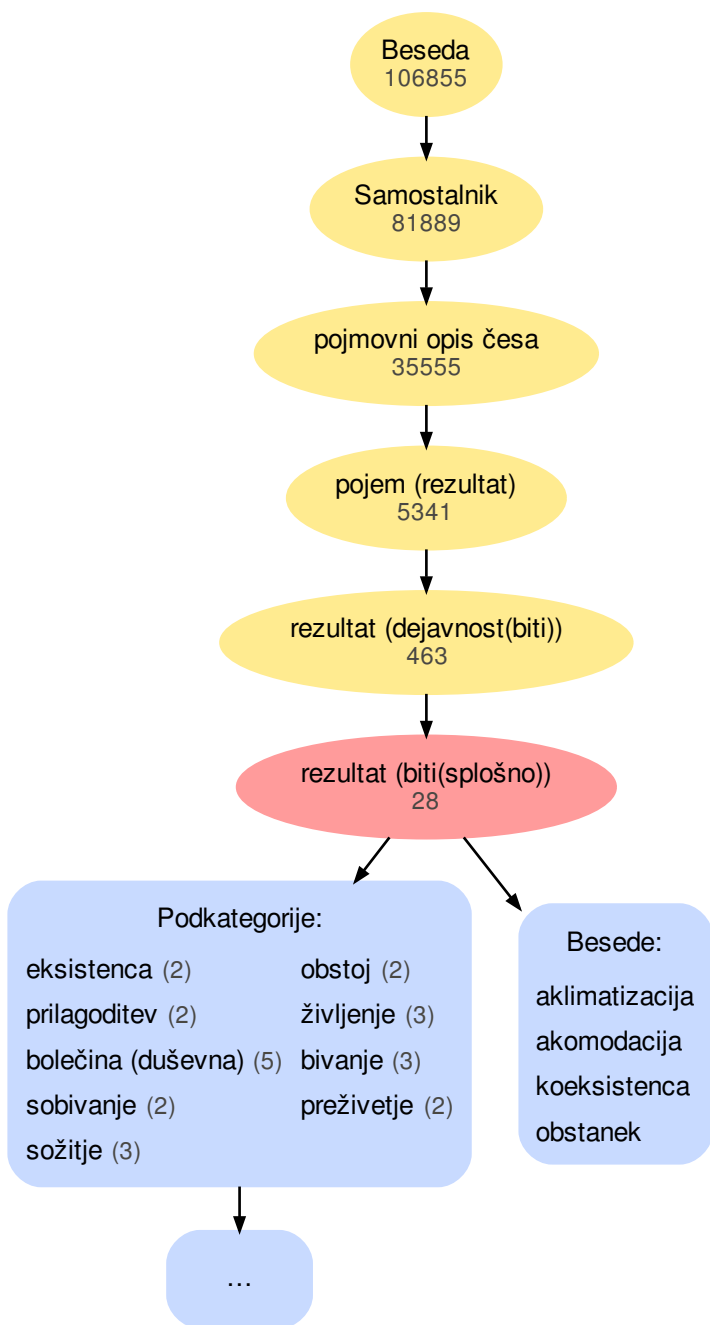 Beseda
106855
Samostalnik
81889
pojmovni opis česa
35555
pojem (rezultat)
5341
rezultat (dejavnost(biti))
463
rezultat (biti(splošno))
28
Podkategorije:
eksistenca (2)
prilagoditev (2)
bolečina (duševna) (5)
sobivanje (2)
sožitje (3)
obstoj (2)
življenje (3)
bivanje (3)
preživetje (2)
Besede:
aklimatizacija
akomodacija
koeksistenca
obstanek
...